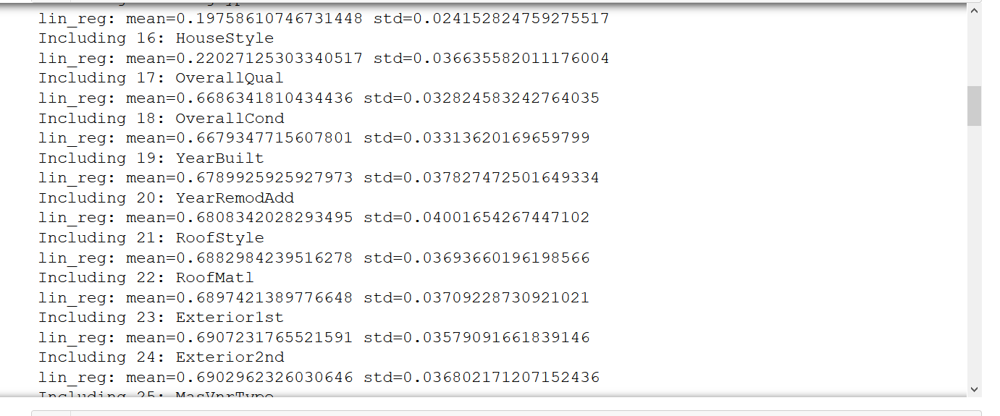 lin_reg: mean=0.19758610746731448 std=0.024152824759275517
Including 16: HouseStyle
lin_reg: mean=0.22027125303340517 std=0.036635582011176004
Including 17: OverallQual
lin_reg: mean=0.6686341810434436 std=0.032824583242764035
Including 18: OverallCond
lin_reg: mean=0.6679347715607801 std=0.03313620169659799
Including 19: YearBuilt
lin_reg: mean=0.6789925925927973 std=0.037827472501649334
Including 20: YearRemodAdd
lin_reg: mean=0.6808342028293495 std=0.04001654267447102
Including 21: RoofStyle
lin_reg: mean=0.6882984239516278 std=0.03693660196198566
Including 22: RoofMatl
lin_reg: mean=0.6897421389776648 std=0.03709228730921021
Including 23: Exterior1st
lin_reg: mean=0.6907231765521591 std=0.03579091661839146
Including 24: Exterior2nd
lin_reg: mean=0.6902962326030646 std=0.036802171207152436
Including 25: MasVnrType